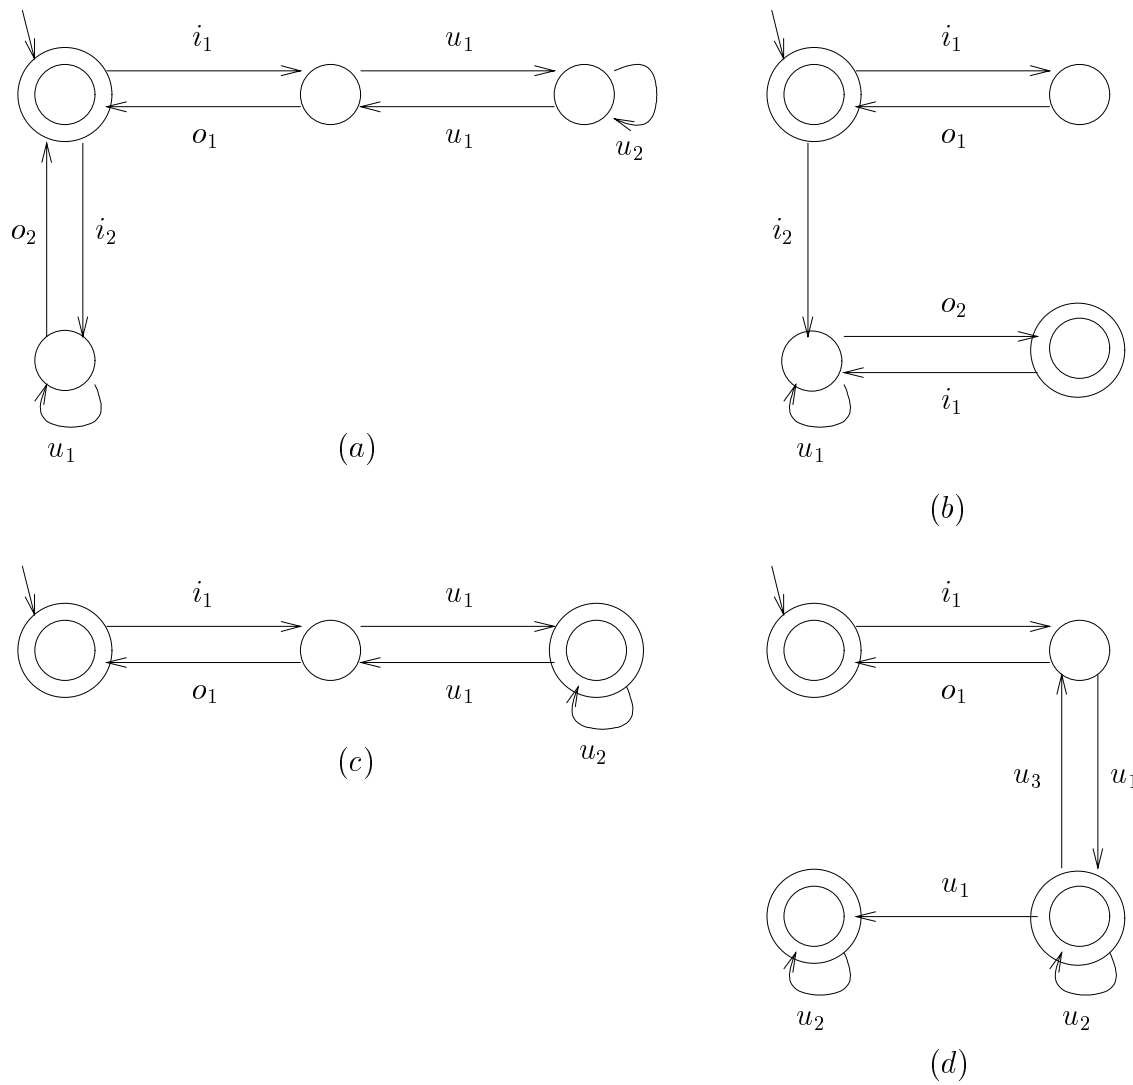 i₁ u₁ i₁
o₁ u₁ u₂ o₁
o₂ i₂ i₂
o₂
i₁
u₁ (a) u₁
(b)
i₁ u₁ i₁
o₁ u₁ o₁
u₂ (c) u₃ u₁
u₁
u₂ u₂
(d)